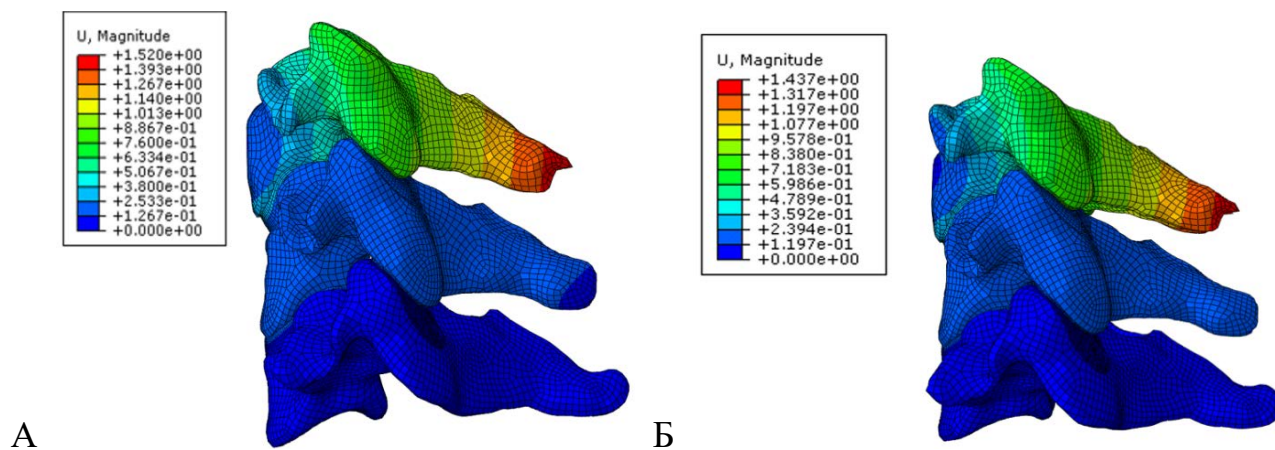 U, Magnitude
+1.520e+00
+1.393e+00
+1.267e+00
+1.140e+00
+1.013e+00
+8.867e-01
+7.600e-01
+6.334e-01
+5.067e-01
+3.800e-01
+2.533e-01
+1.267e-01
+0.000e+00
А
U, Magnitude
+1.437e+00
+1.317e+00
+1.197e+00
+1.077e+00
+9.578e-01
+8.380e-01
+7.183e-01
+5.986e-01
+4.789e-01
+3.592e-01
+2.394e-01
+1.197e-01
+0.000e+00
Б